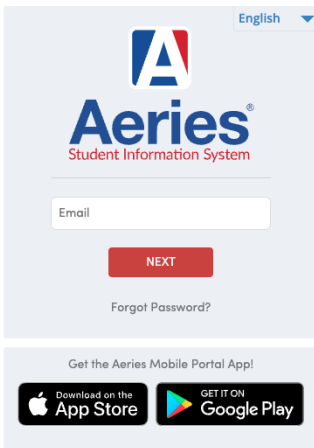 English
Aeries®
Student Information System
Email
NEXT
Forgot Password?
Get the Aeries Mobile Portal App!
Download on the
App Store
GET IT ON
Google Play